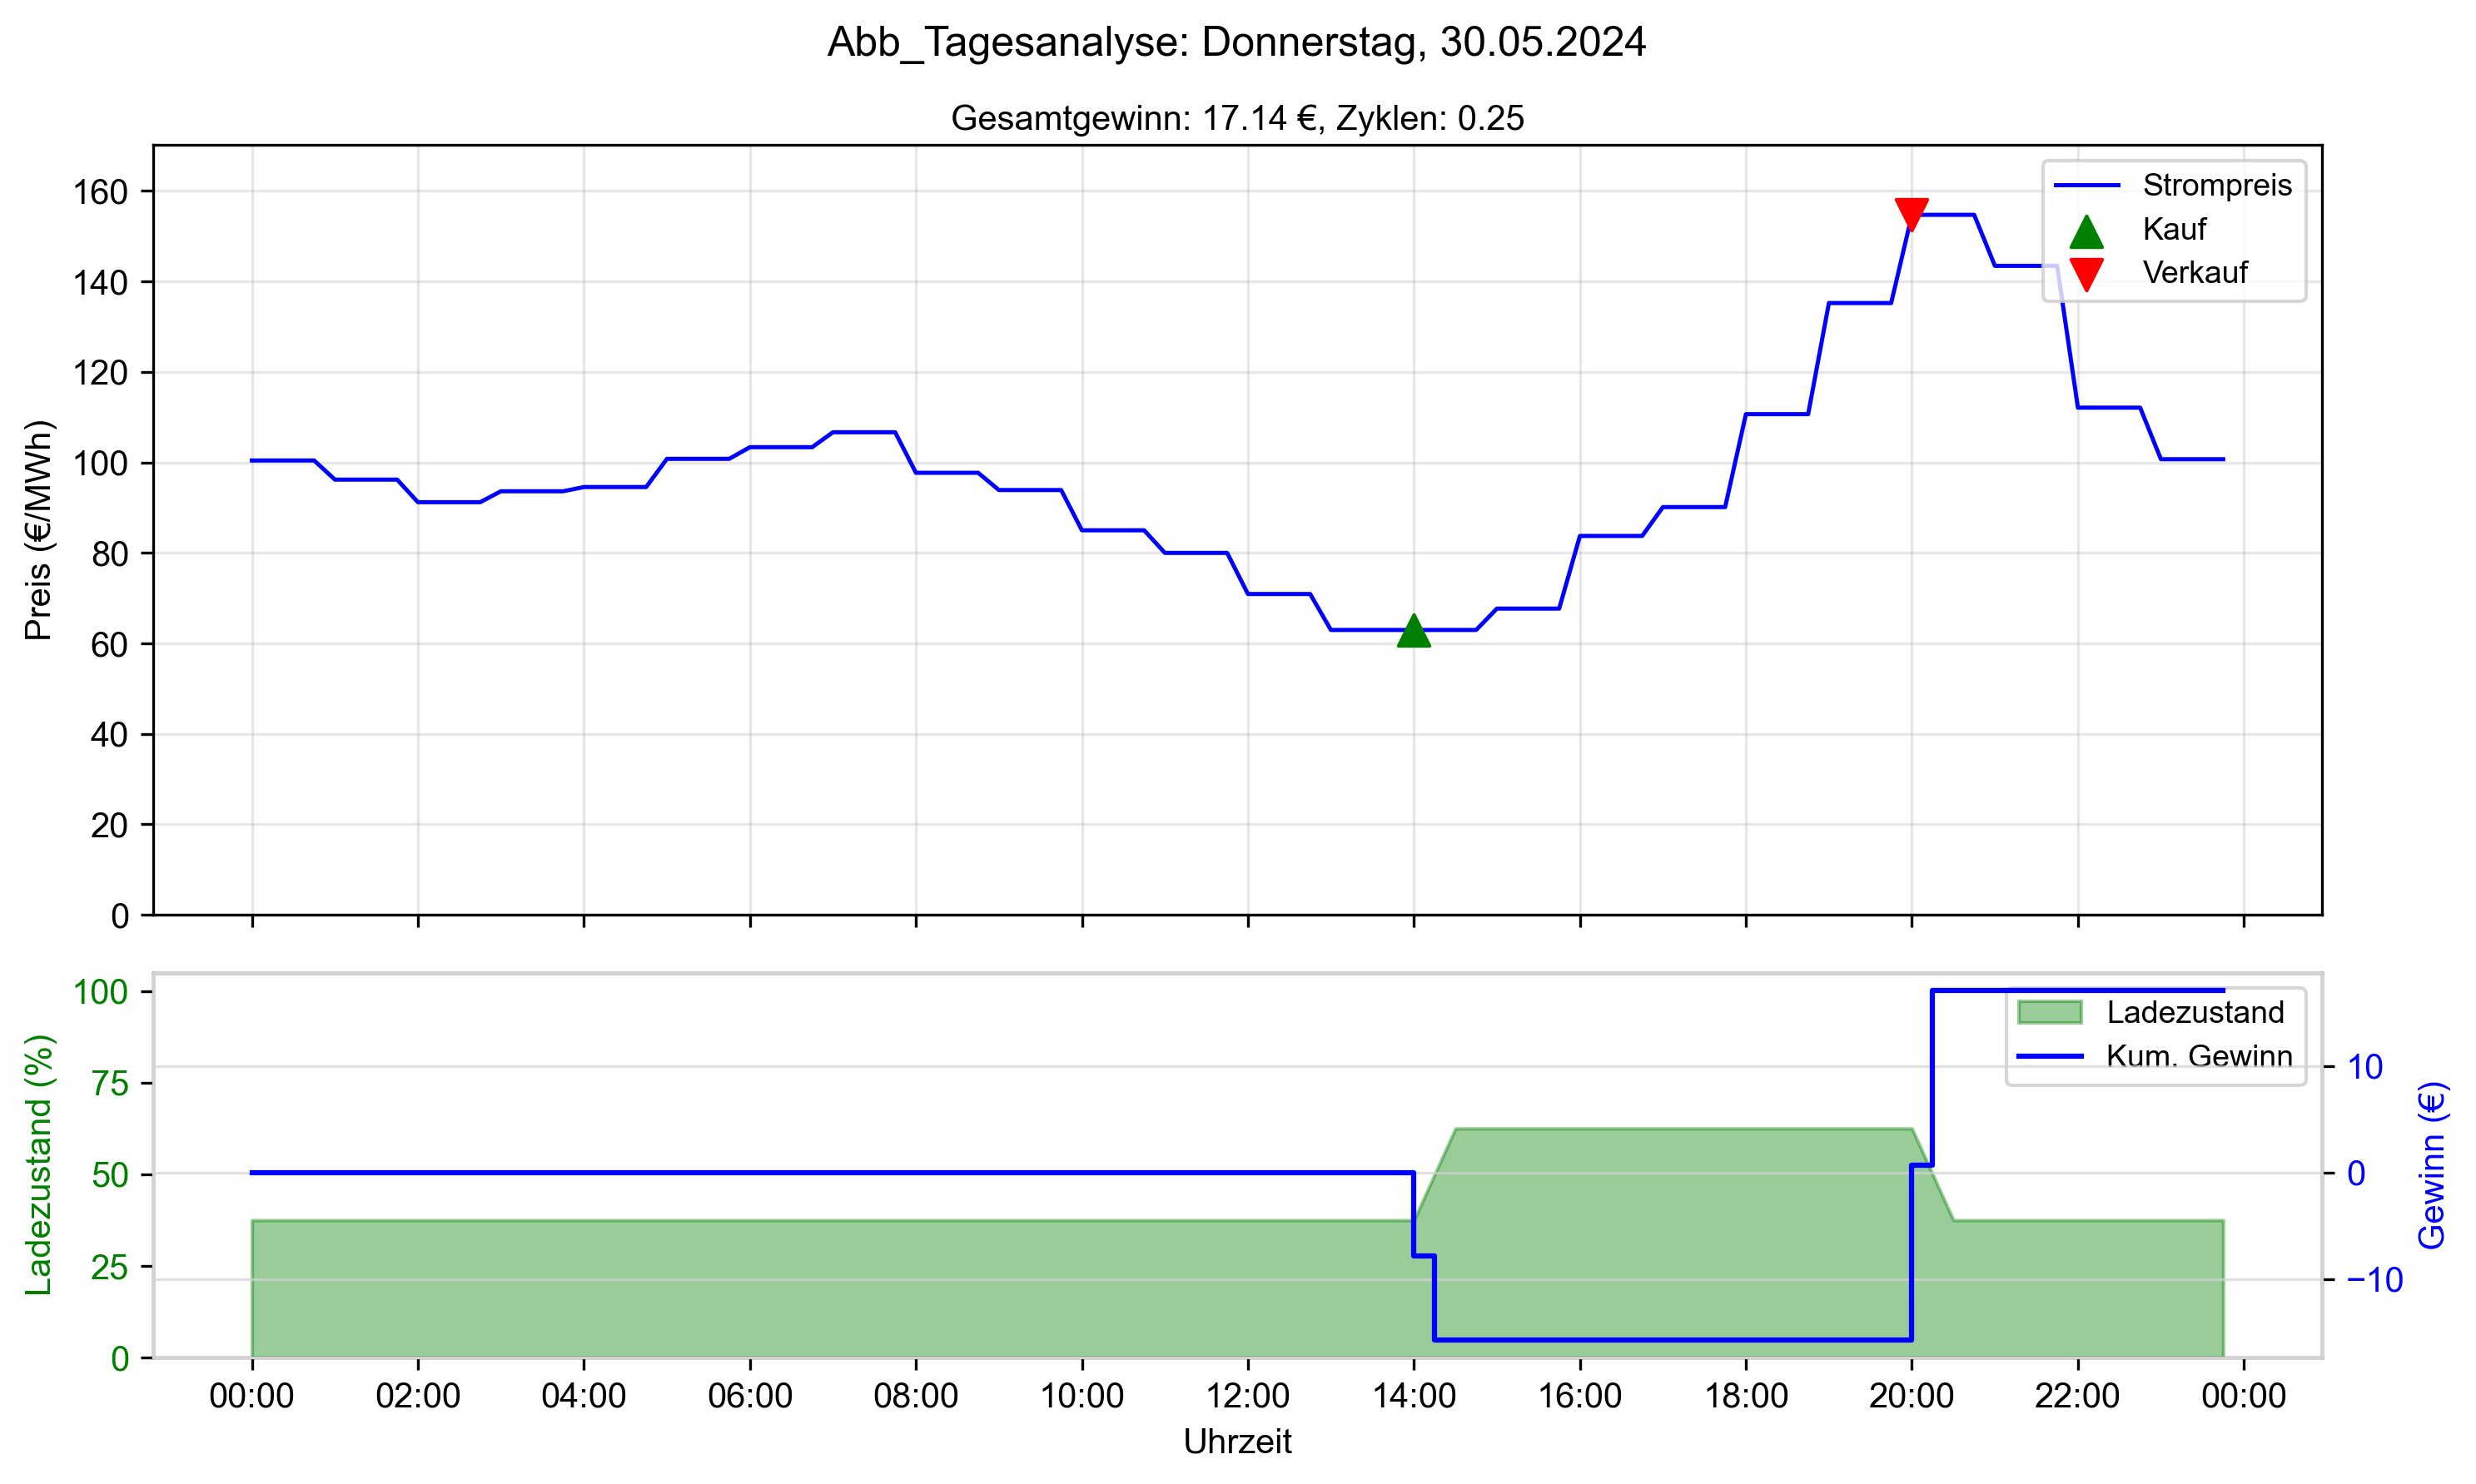 Abb_Tagesanalyse: Donnerstag, 30.05.2024
Gesamtgewinn: 17.14 €, Zyklen: 0.25
Preis (€/MWh)
160
140
120
100
80
60
40
20
0
Strompreis
Kauf
Verkauf
Ladezustand (%)
100
75
50
25
0
Ladezustand
Kum. Gewinn
10
0
−10
Gewinn (€)
00:00 02:00 04:00 06:00 08:00 10:00 12:00 14:00 16:00 18:00 20:00 22:00 00:00
Uhrzeit